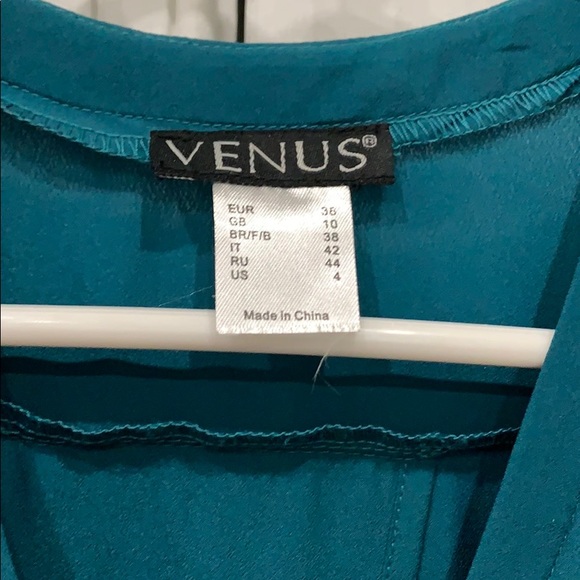 VENUS®
EUR 36
GB 10
BR/F/B 38
IT 42
RU 44
US 4
Made in China